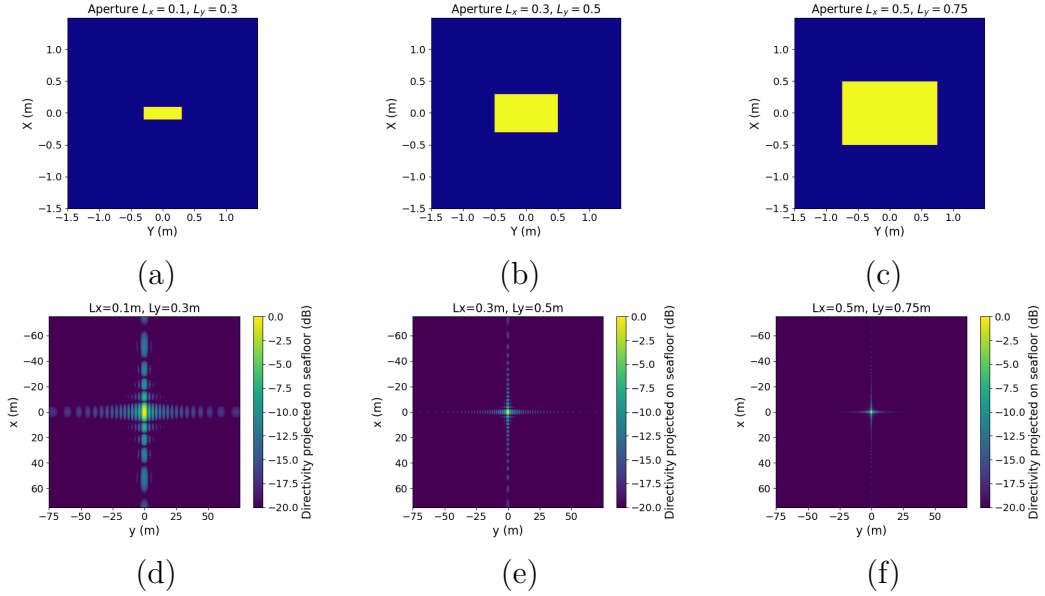 Aperture $L_x = 0.1, L_y = 0.3$
X (m)
1.0
0.5
0.0
−0.5
−1.0
−1.5
−1.5 −1.0 −0.5 0.0 0.5 1.0
Y (m)
(a)
Aperture $L_x = 0.3, L_y = 0.5$
X (m)
1.0
0.5
0.0
−0.5
−1.0
−1.5
−1.5 −1.0 −0.5 0.0 0.5 1.0
Y (m)
(b)
Aperture $L_x = 0.5, L_y = 0.75$
X (m)
1.0
0.5
0.0
−0.5
−1.0
−1.5
−1.5 −1.0 −0.5 0.0 0.5 1.0
Y (m)
(c)
Lx=0.1m, Ly=0.3m
x (m)
−60
−40
−20
0
20
40
60
−75 −50 −25 0 25 50
y (m)
0.0
−2.5
−5.0
−7.5
−10.0
−12.5
−15.0
−17.5
−20.0
Directivity projected on seafloor (dB)
(d)
Lx=0.3m, Ly=0.5m
x (m)
−60
−40
−20
0
20
40
60
−75 −50 −25 0 25 50
y (m)
0.0
−2.5
−5.0
−7.5
−10.0
−12.5
−15.0
−17.5
−20.0
Directivity projected on seafloor (dB)
(e)
Lx=0.5m, Ly=0.75m
x (m)
−60
−40
−20
0
20
40
60
−75 −50 −25 0 25 50
y (m)
0.0
−2.5
−5.0
−7.5
−10.0
−12.5
−15.0
−17.5
−20.0
Directivity projected on seafloor (dB)
(f)